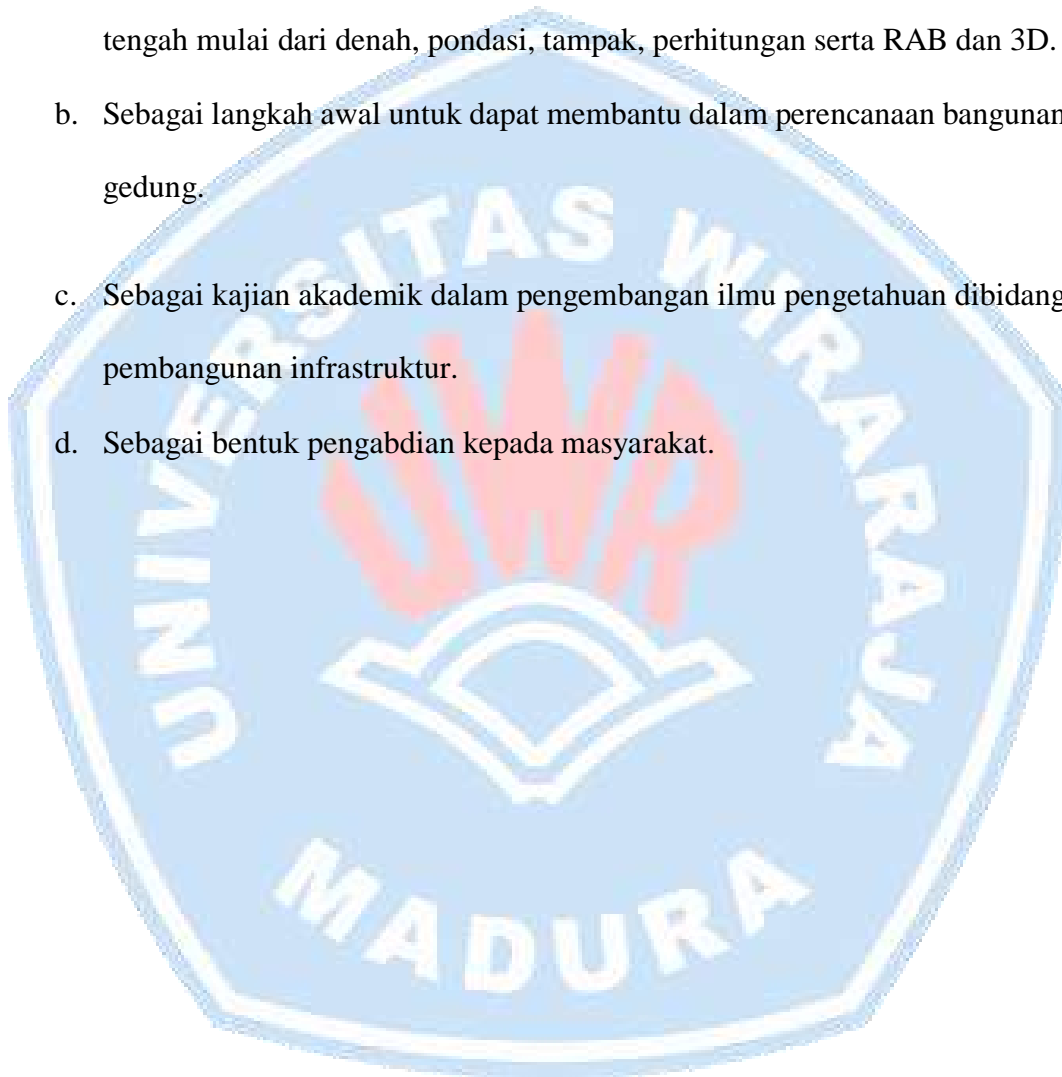 tengah mulai dari denah, pondasi, tampak, perhitungan serta RAB dan 3D.
b. Sebagai langkah awal untuk dapat membantu dalam perencanaan bangunan
gedung.
c. Sebagai kajian akademik dalam pengembangan ilmu pengetahuan dibidang
pembangunan infrastruktur.
d. Sebagai bentuk pengabdian kepada masyarakat.
UNIVERSITAS WIRARAJA
UWR
MADURA